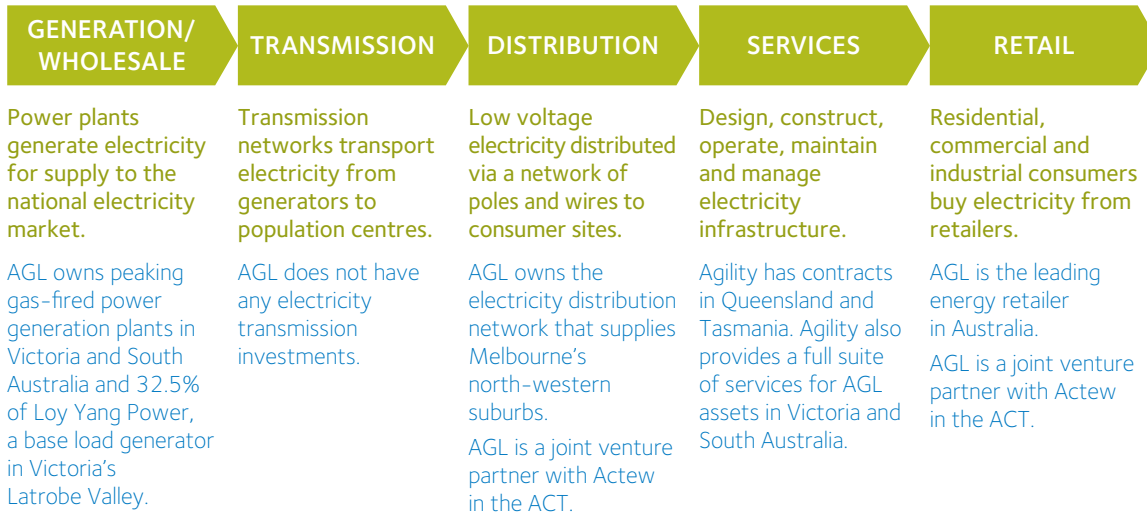 GENERATION/
WHOLESALE
TRANSMISSION
DISTRIBUTION
SERVICES
RETAIL
Power plants
generate electricity
for supply to the
national electricity
market.
AGL owns peaking
gas-fired power
generation plants in
Victoria and South
Australia and 32.5%
of Loy Yang Power,
a base load generator
in Victoria's
Latrobe Valley.
Transmission
networks transport
electricity from
generators to
population centres.
AGL does not have
any electricity
transmission
investments.
Low voltage
electricity distributed
via a network of
poles and wires to
consumer sites.
AGL owns the
electricity distribution
network that supplies
Melbourne's
north-western
suburbs.
AGL is a joint venture
partner with Actew
in the ACT.
Design, construct,
operate, maintain
and manage
electricity
infrastructure.
Agility has contracts
in Queensland and
Tasmania. Agility also
provides a full suite
of services for AGL
assets in Victoria and
South Australia.
Residential,
commercial and
industrial consumers
buy electricity from
retailers.
AGL is the leading
energy retailer
in Australia.
AGL is a joint venture
partner with Actew
in the ACT.